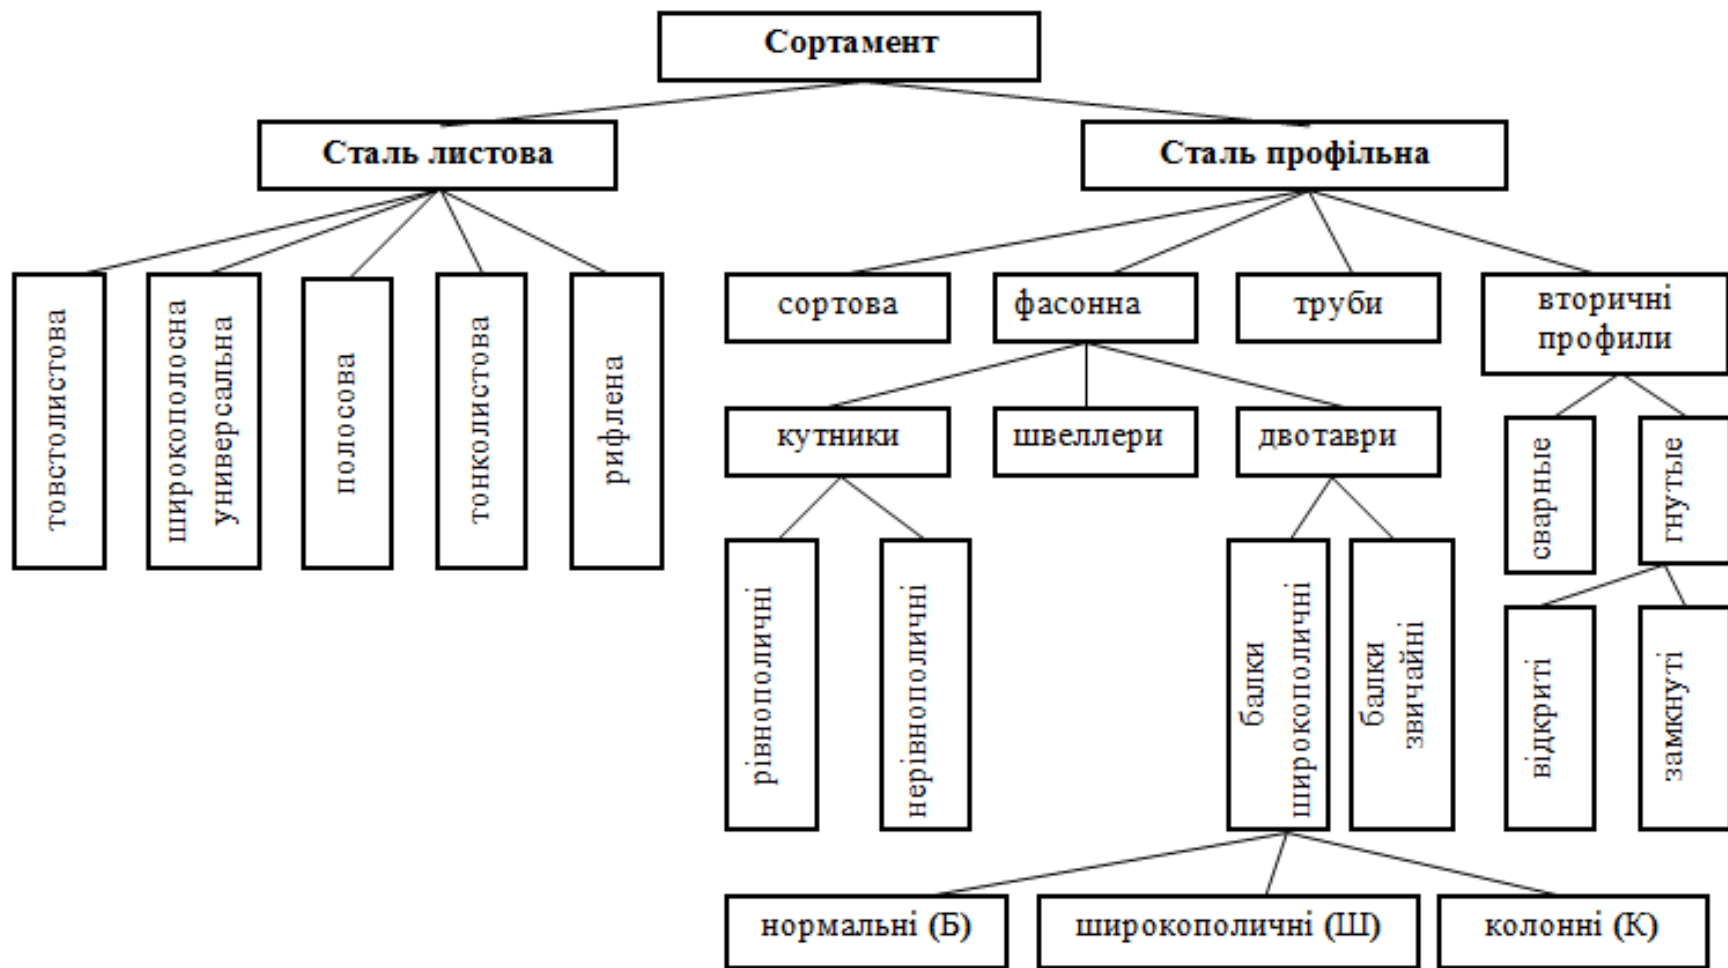 Сортамент
Сталь листова
Сталь профільна
товстолистова
широкополосна
универсальна
полосова
тонколистова
рифлена
сортова
фасонна
труби
вторичні
профили
кутники
швеллери
двотаври
сварные
гнутые
рівнополичні
нерівнополичні
балки
широкополичні
балки
звичайні
відкриті
замкнуті
нормальні (Б)
широкополичні (Ш)
колонні (К)